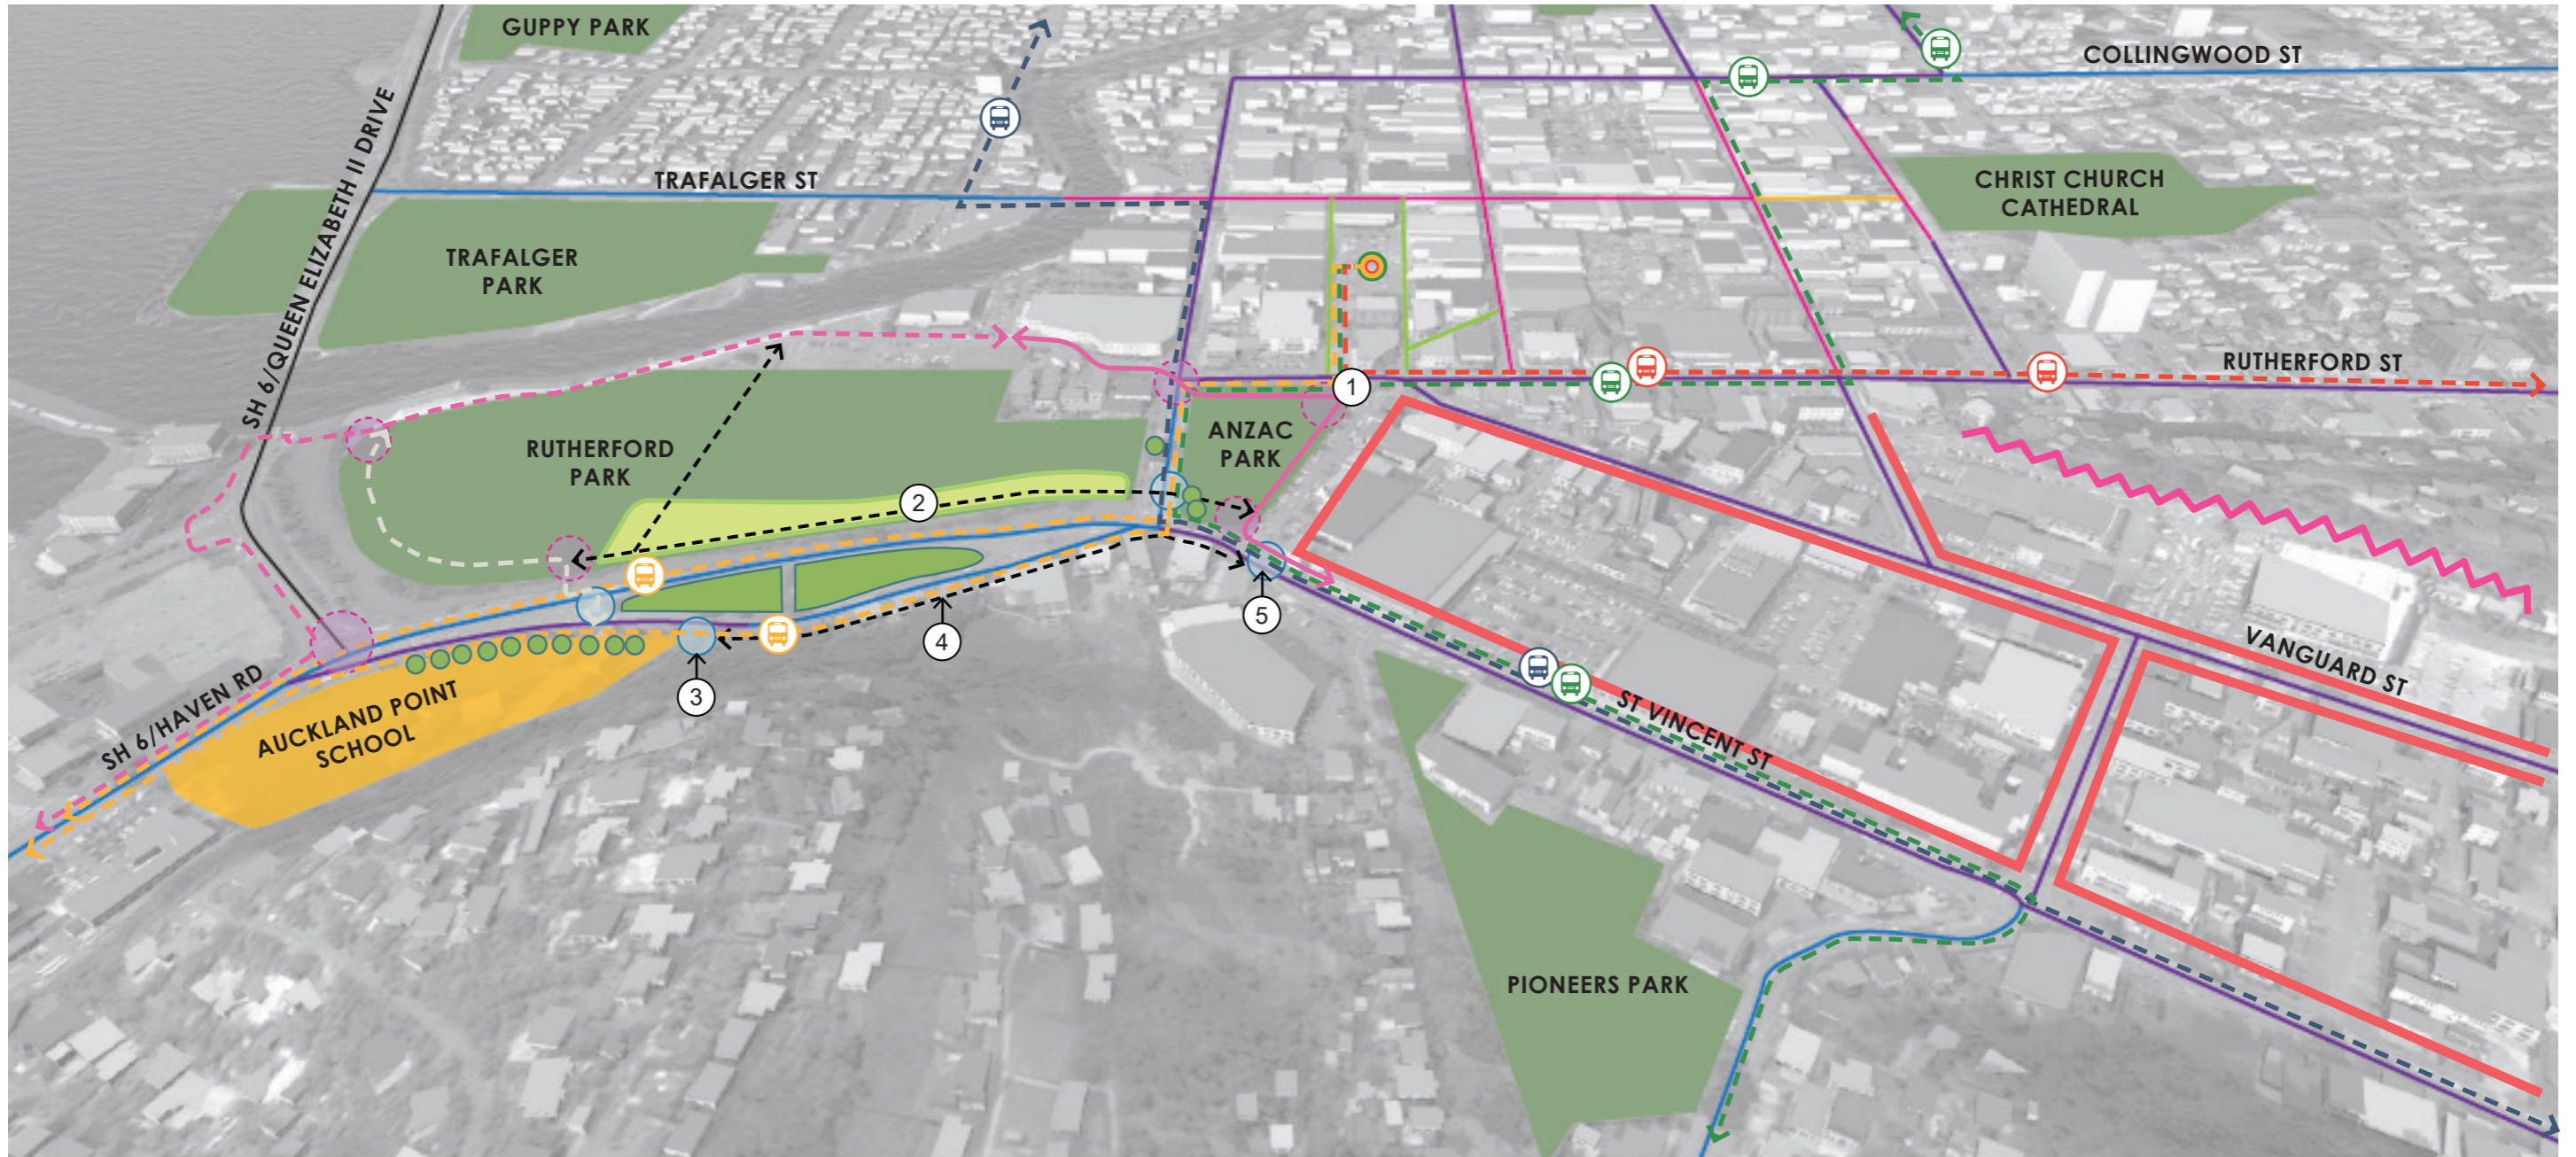 GUPPY PARK
COLLINGWOOD ST
TRAFALGER ST
CHRIST CHURCH
CATHEDRAL
SH 6/QUEEN ELIZABETH II DRIVE
TRAFALGER
PARK
RUTHERFORD ST
1
ANZAC
PARK
RUTHERFORD
PARK
2
5
4
3
VANGUARD ST
SH 6/HAVEN RD
AUCKLAND POINT
SCHOOL
ST VINCENT ST
PIONEERS PARK